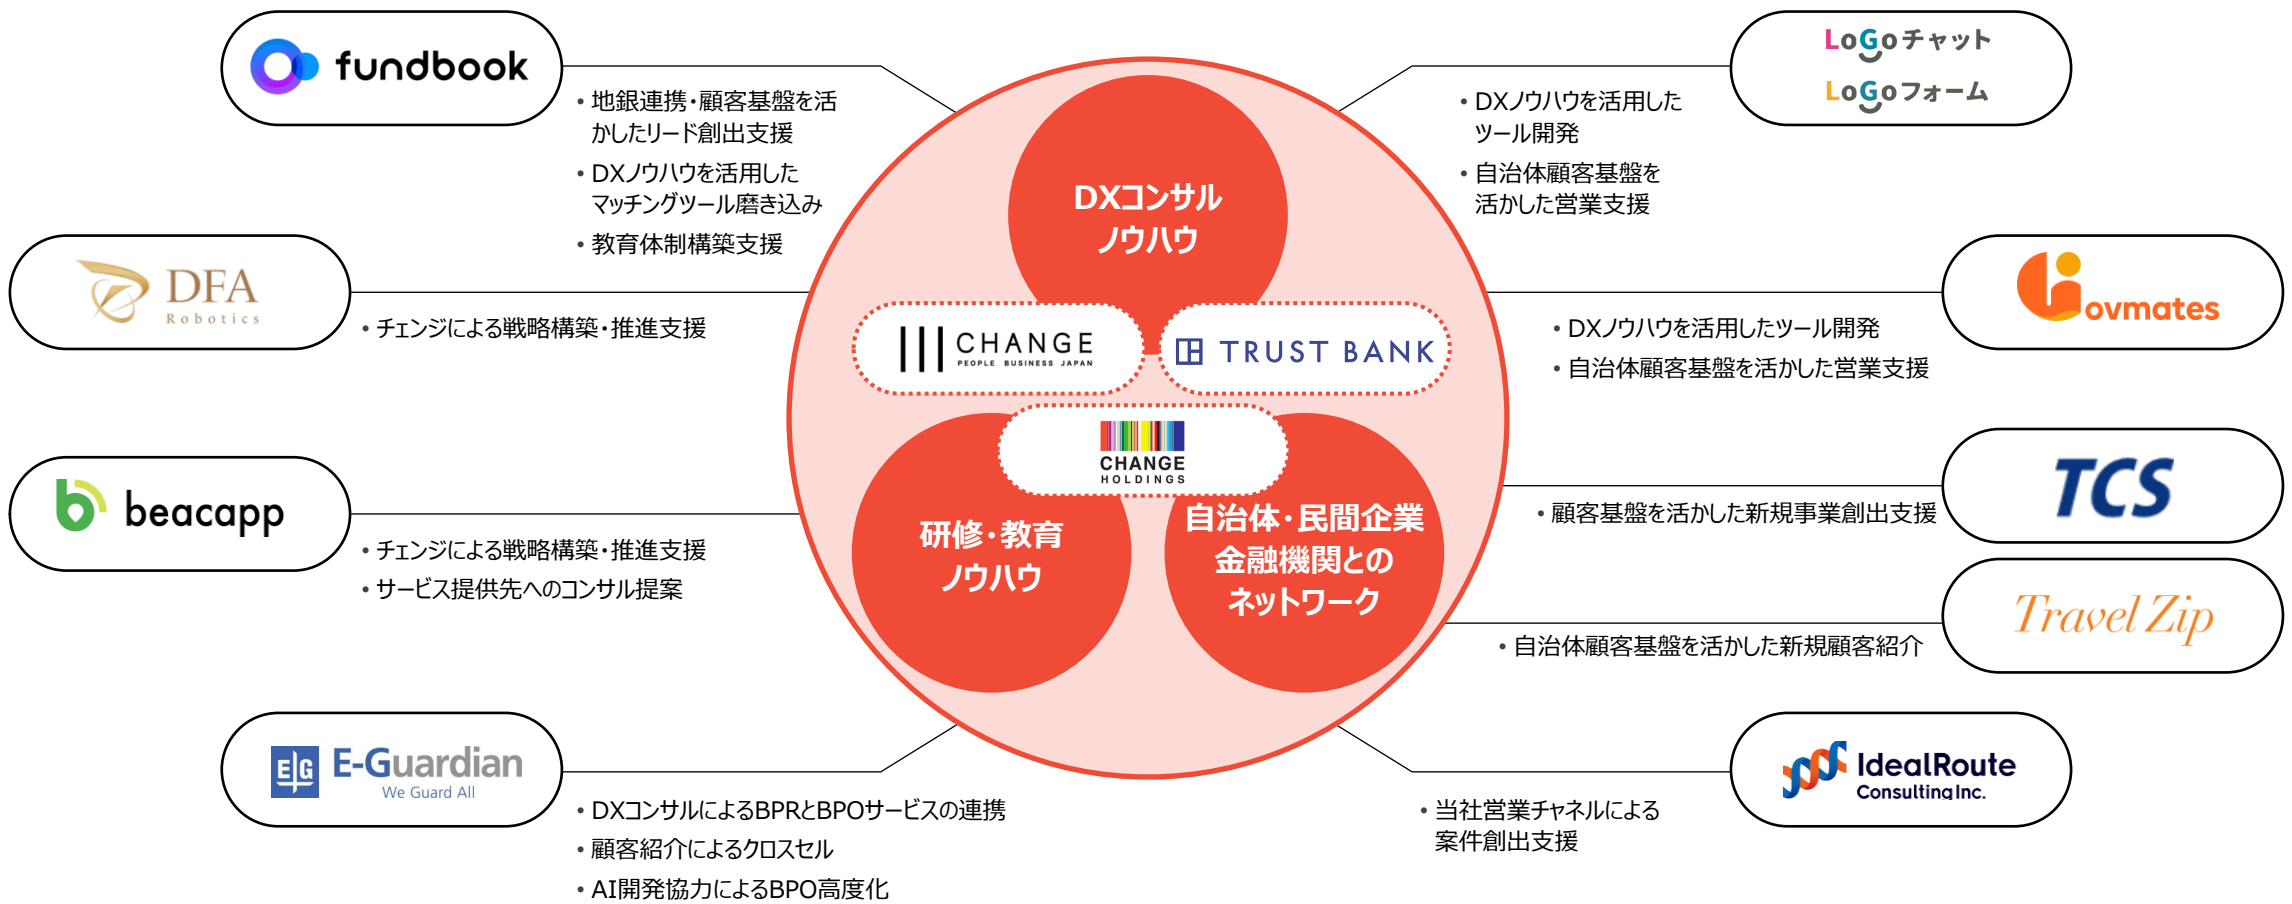 fundbook
・地銀連携・顧客基盤を活
かしたリード創出支援
・DXノウハウを活用した
マッチングツール磨き込み
・教育体制構築支援
DFA
Robotics
・チェンジによる戦略構築・推進支援
beacapp
・チェンジによる戦略構築・推進支援
・サービス提供先へのコンサル提案
E-Guardian
We Guard All
EG
・DXコンサルによるBPRとBPOサービスの連携
・顧客紹介によるクロスセル
・AI開発協力によるBPO高度化
DXコンサル
ノウハウ
CHANGE
PEOPLE BUSINESS JAPAN
TRUST BANK
CHANGE
HOLDINGS
研修・教育
ノウハウ
自治体・民間企業
金融機関との
ネットワーク
LoGoチャット
LoGoフォーム
・DXノウハウを活用した
ツール開発
・自治体顧客基盤を
活かした営業支援
Govmates
・DXノウハウを活用したツール開発
・自治体顧客基盤を活かした営業支援
TCS
・顧客基盤を活かした新規事業創出支援
Travel Zip
・自治体顧客基盤を活かした新規顧客紹介
IdealRoute
Consulting Inc.
・当社営業チャネルによる
案件創出支援